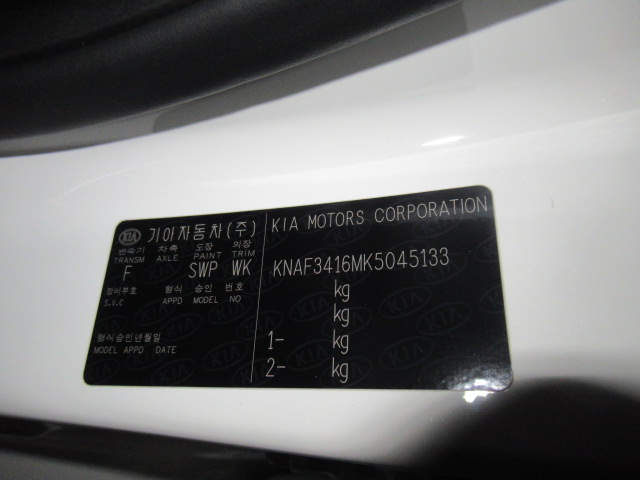 KIA 기아자동차(주)
변속기 차축 도장 외장
TRANSM AXLE PAINT TRIM
F SWP WK
정비부호 형식 승인 번호
S.V.C APPD MODEL NO
형식승인년월일
MODEL APPD DATE
KIA MOTORS CORPORATION
KNAF3416MK5045133
kg
kg
1- kg
2- kg